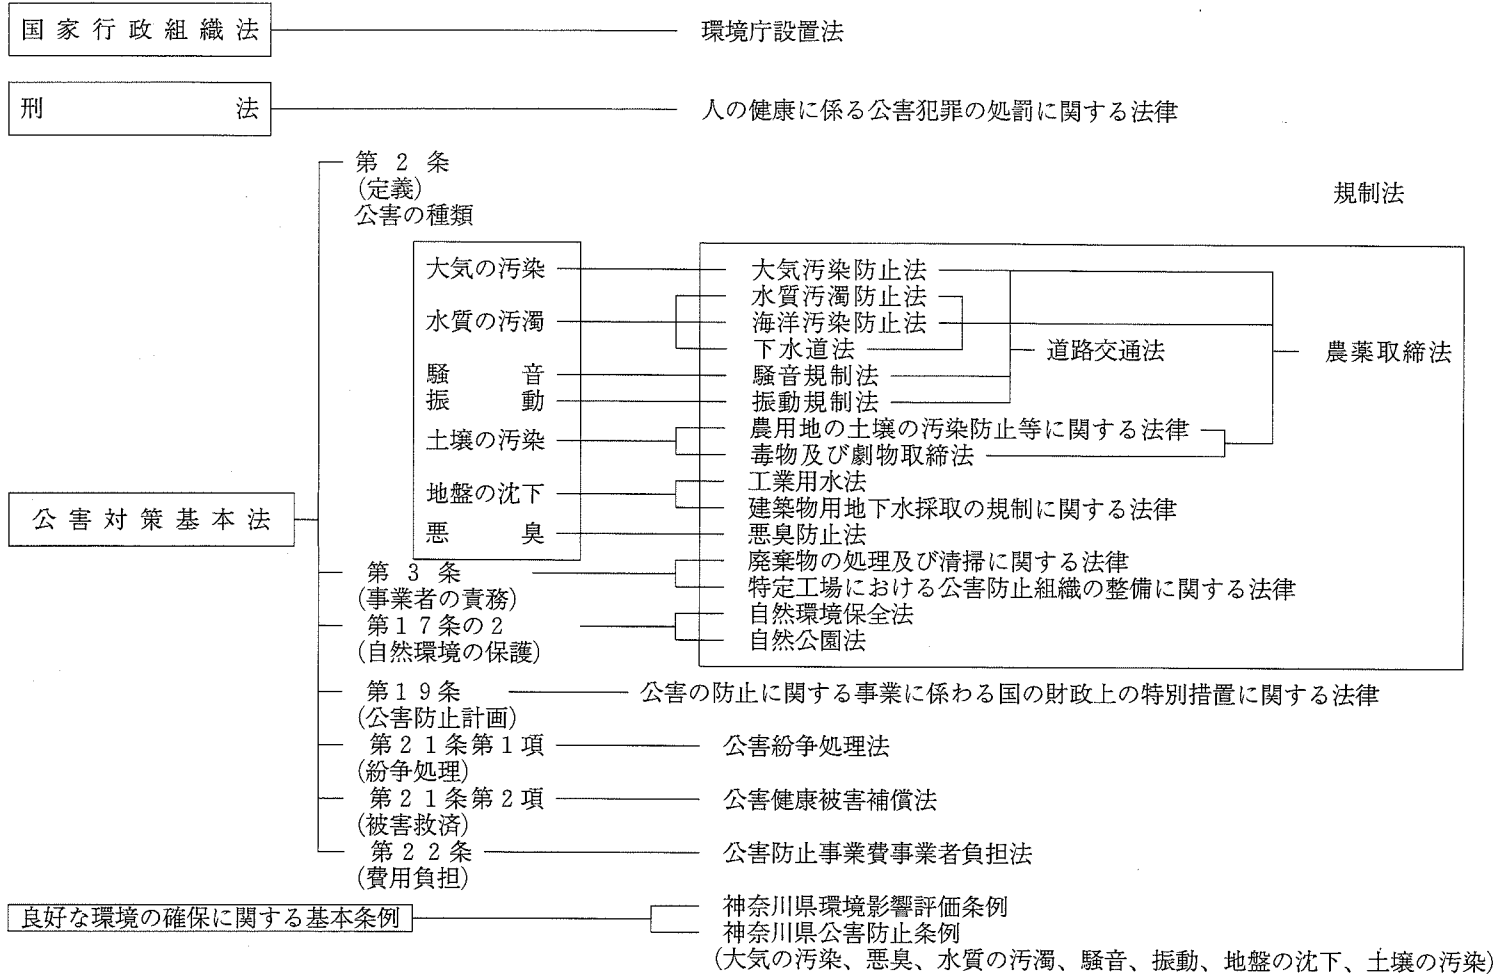 国家行政組織法 環境庁設置法
刑法 人の健康に係る公害犯罪の処罰に関する法律
第2条
(定義)
公害の種類
規制法
大気の汚染 大気汚染防止法
水質汚濁防止法
水質の汚濁 海洋汚染防止法
下水道法 道路交通法 農薬取締法
騒音 騒音規制法
振動 振動規制法
農用地の土壌の汚染防止等に関する法律
土壌の汚染
毒物及び劇物取締法
工業用水法
地盤の沈下
建築物用地下水採取の規制に関する法律
公害対策基本法
悪臭 悪臭防止法
廃棄物の処理及び清掃に関する法律
第3条
特定工場における公害防止組織の整備に関する法律
(事業者の責務)
自然環境保全法
第17条の2
自然公園法
(自然環境の保護)
第19条 公害の防止に関する事業に係わる国の財政上の特別措置に関する法律
(公害防止計画)
第21条第1項 公害紛争処理法
(紛争処理)
第21条第2項 公害健康被害補償法
(被害救済)
第22条 公害防止事業費事業者負担法
(費用負担)
神奈川県環境影響評価条例
良好な環境の確保に関する基本条例
神奈川県公害防止条例
(大気の汚染、悪臭、水質の汚濁、騒音、振動、地盤の沈下、土壌の汚染)